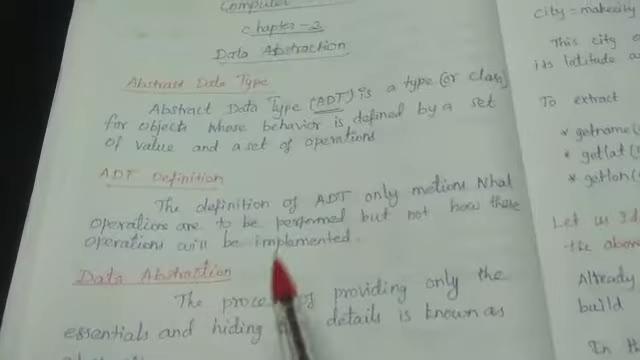 Computer
Chapter-2
Data Abstraction
Abstract Data Type
Abstract Data Type (ADT) is a type (or class)
for objects whose behavior is defined by a set
of value and a set of operations
ADT Definition
The definition of ADT only metions What
operations are to be performed but not how these
operations will be implemented.
Data Abstraction
The of providing only the
essentials and hiding details is known as
city = makecity
This city
its latitude
To extract
* getname(
* getlat(
* getlon(
Let us
the above
Already
build
In